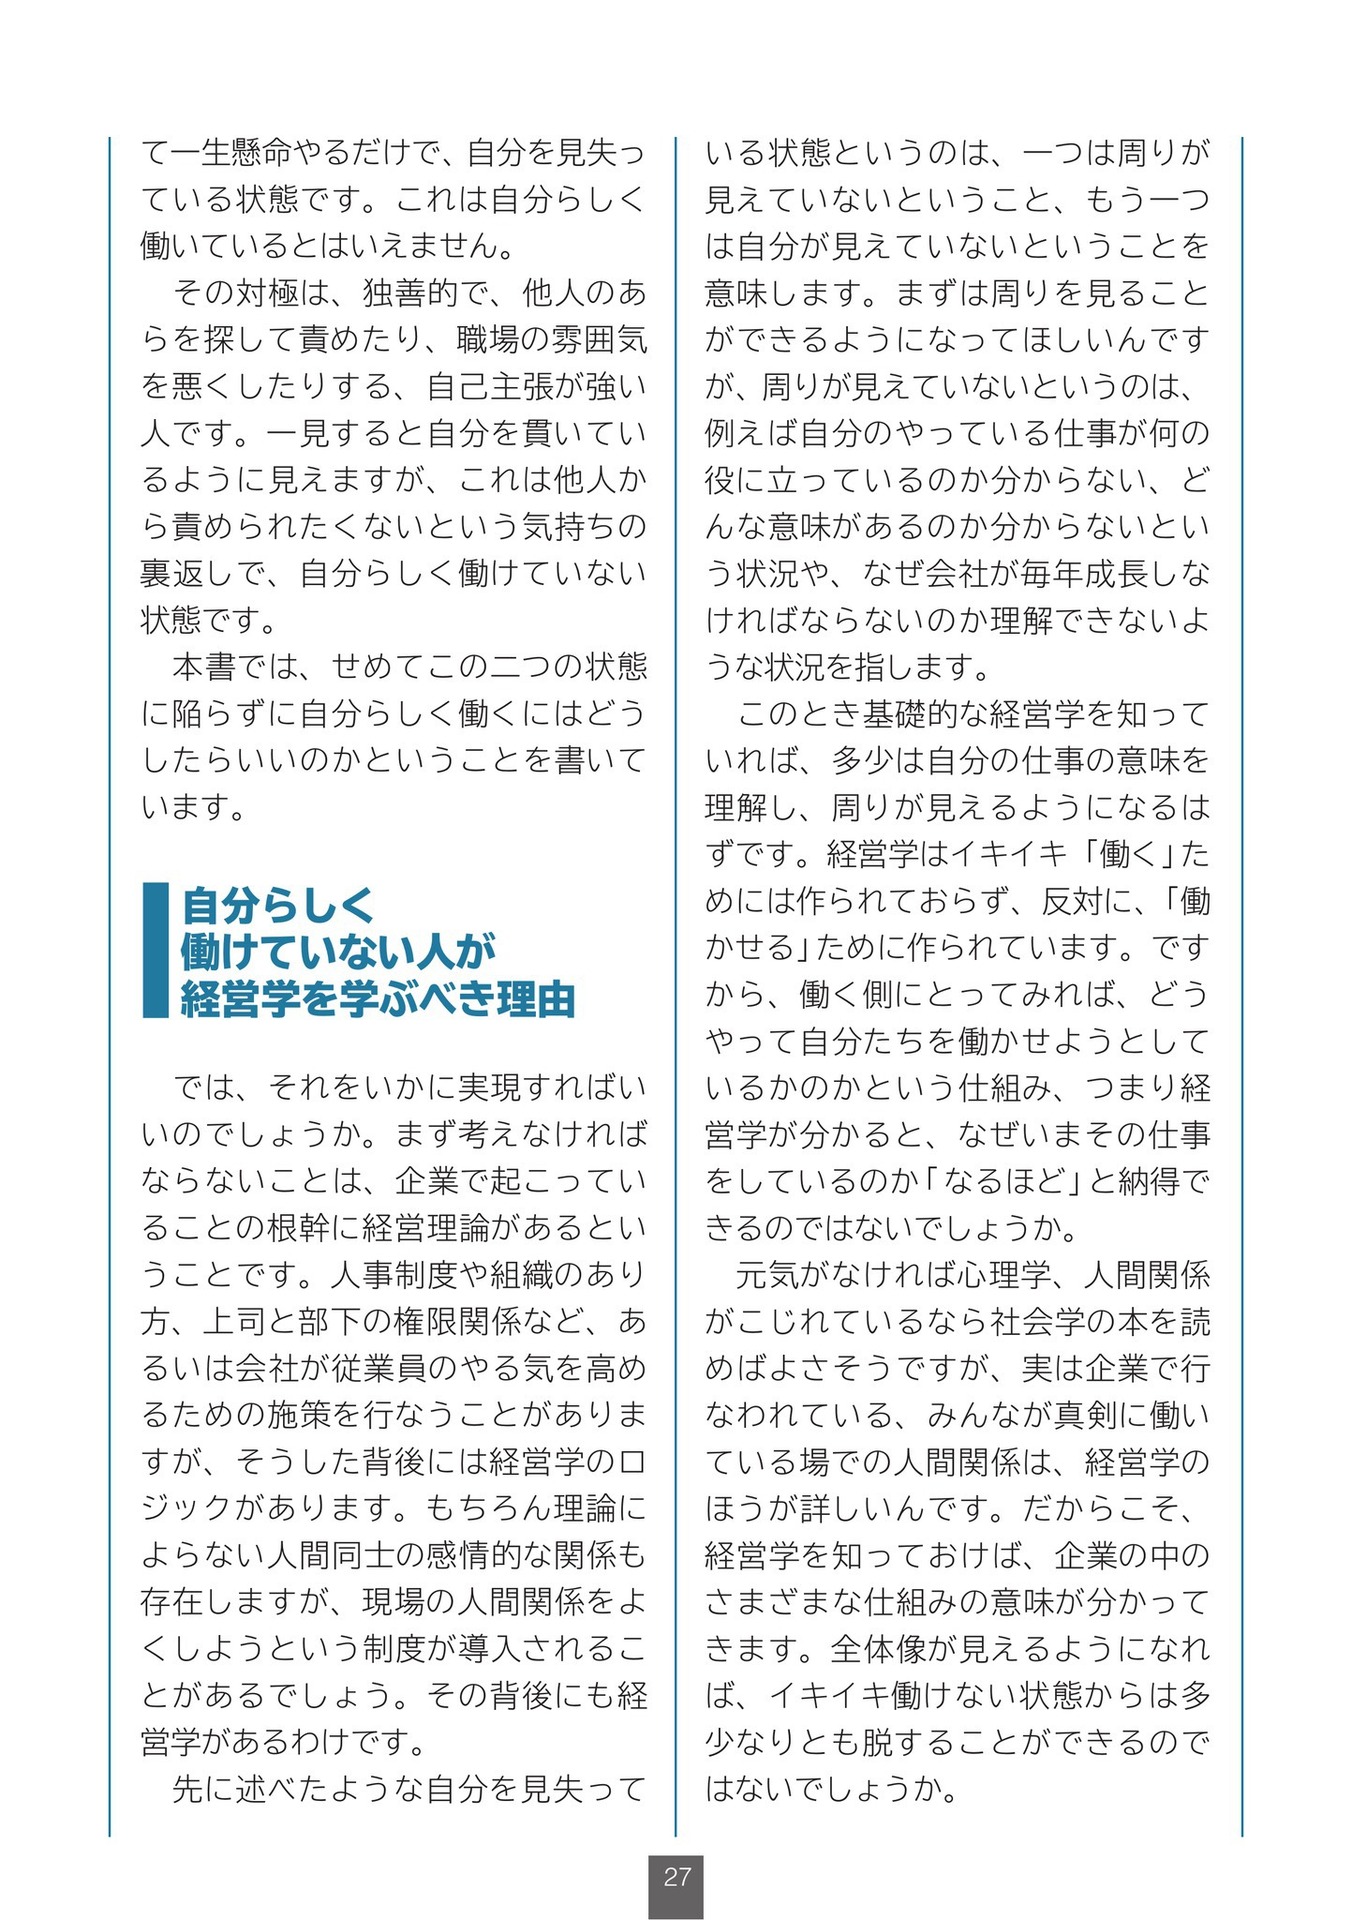 て一生懸命やるだけで、自分を見失っ
ている状態です。これは自分らしく
働いているとはいえません。
　その対極は、独善的で、他人のあ
らを探して責めたり、職場の雰囲気
を悪くしたりする、自己主張が強い
人です。一見すると自分を貫いてい
るように見えますが、これは他人か
ら責められたくないという気持ちの
裏返しで、自分らしく働けていない
状態です。
　本書では、せめてこの二つの状態
に陥らずに自分らしく働くにはどう
したらいいのかということを書いて
います。
自分らしく
働けていない人が
経営学を学ぶべき理由
　では、それをいかに実現すればい
いのでしょうか。まず考えなければ
ならないことは、企業で起こってい
ることの根幹に経営理論があるとい
うことです。人事制度や組織のあり
方、上司と部下の権限関係など、あ
るいは会社が従業員のやる気を高め
るための施策を行なうことがありま
すが、そうした背後には経営学のロ
ジックがあります。もちろん理論に
よらない人間同士の感情的な関係も
存在しますが、現場の人間関係をよ
くしようという制度が導入されるこ
とがあるでしょう。その背後にも経
営学があるわけです。
　先に述べたような自分を見失って
いる状態というのは、一つは周りが
見えていないということ、もう一つ
は自分が見えていないということを
意味します。まずは周りを見ること
ができるようになってほしいんです
が、周りが見えていないというのは、
例えば自分のやっている仕事が何の
役に立っているのか分からない、ど
んな意味があるのか分からないとい
う状況や、なぜ会社が毎年成長しな
ければならないのか理解できないよ
うな状況を指します。
　このとき基礎的な経営学を知って
いれば、多少は自分の仕事の意味を
理解し、周りが見えるようになるは
ずです。経営学はイキイキ「働く」た
めには作られておらず、反対に、「働
かせる」ために作られています。です
から、働く側にとってみれば、どう
やって自分たちを働かせようとして
いるかのかという仕組み、つまり経
営学が分かると、なぜいまその仕事
をしているのか「なるほど」と納得で
きるのではないでしょうか。
　元気がなければ心理学、人間関係
がこじれているなら社会学の本を読
めばよさそうですが、実は企業で行
なわれている、みんなが真剣に働い
ている場での人間関係は、経営学の
ほうが詳しいんです。だからこそ、
経営学を知っておけば、企業の中の
さまざまな仕組みの意味が分かって
きます。全体像が見えるようになれ
ば、イキイキ働けない状態からは多
少なりとも脱することができるので
はないでしょうか。
27